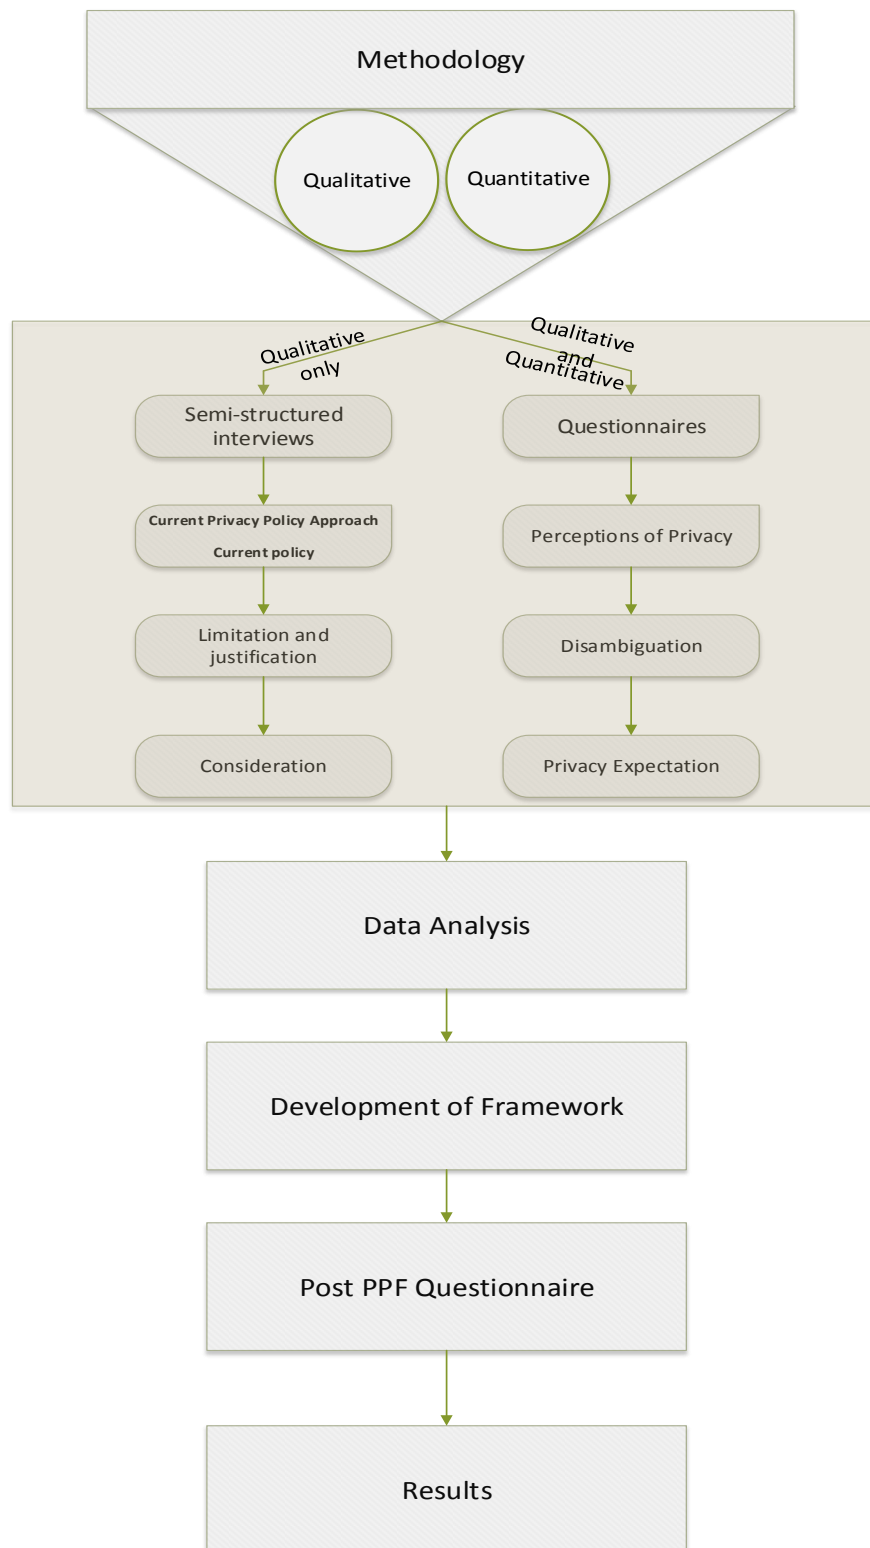 Methodology
Qualitative
Quantitative
Qualitative
only
Qualitative
and
Quantitative
Semi-structured
interviews
Questionnaires
Current Privacy Policy Approach
Current policy
Perceptions of Privacy
Limitation and
justification
Disambiguation
Consideration
Privacy Expectation
Data Analysis
Development of Framework
Post PPF Questionnaire
Results